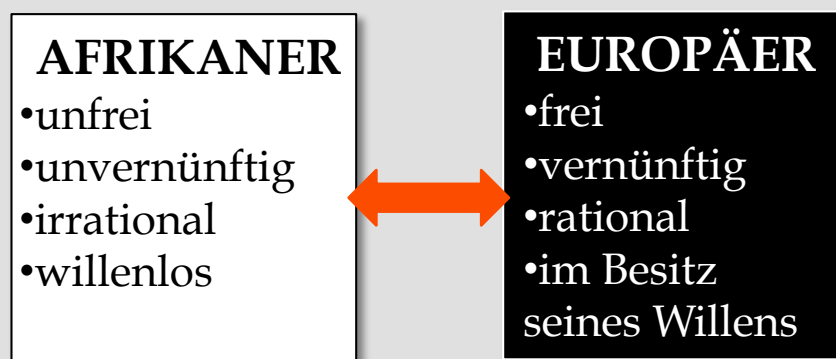 AFRIKANER
•unfrei
•unvernünftig
•irrational
•willenlos
EUROPÄER
•frei
•vernünftig
•rational
•im Besitz
seines Willens